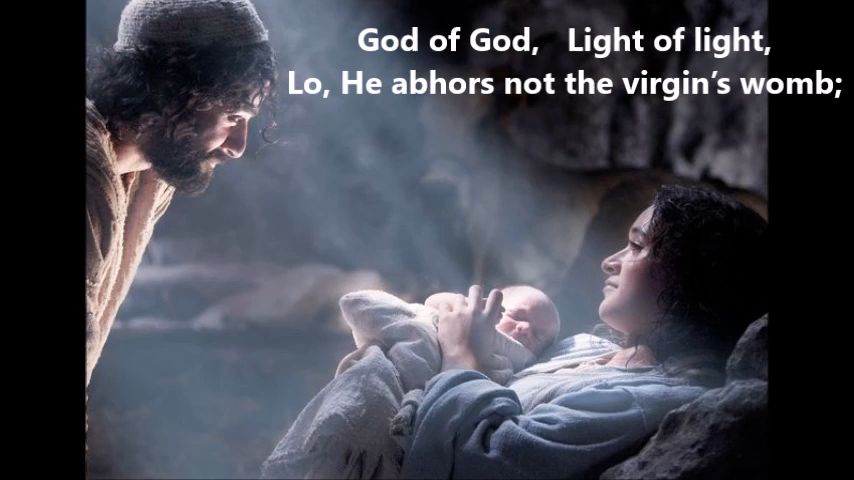 God of God,   Light of light,
Lo, He abhors not the virgin’s womb;